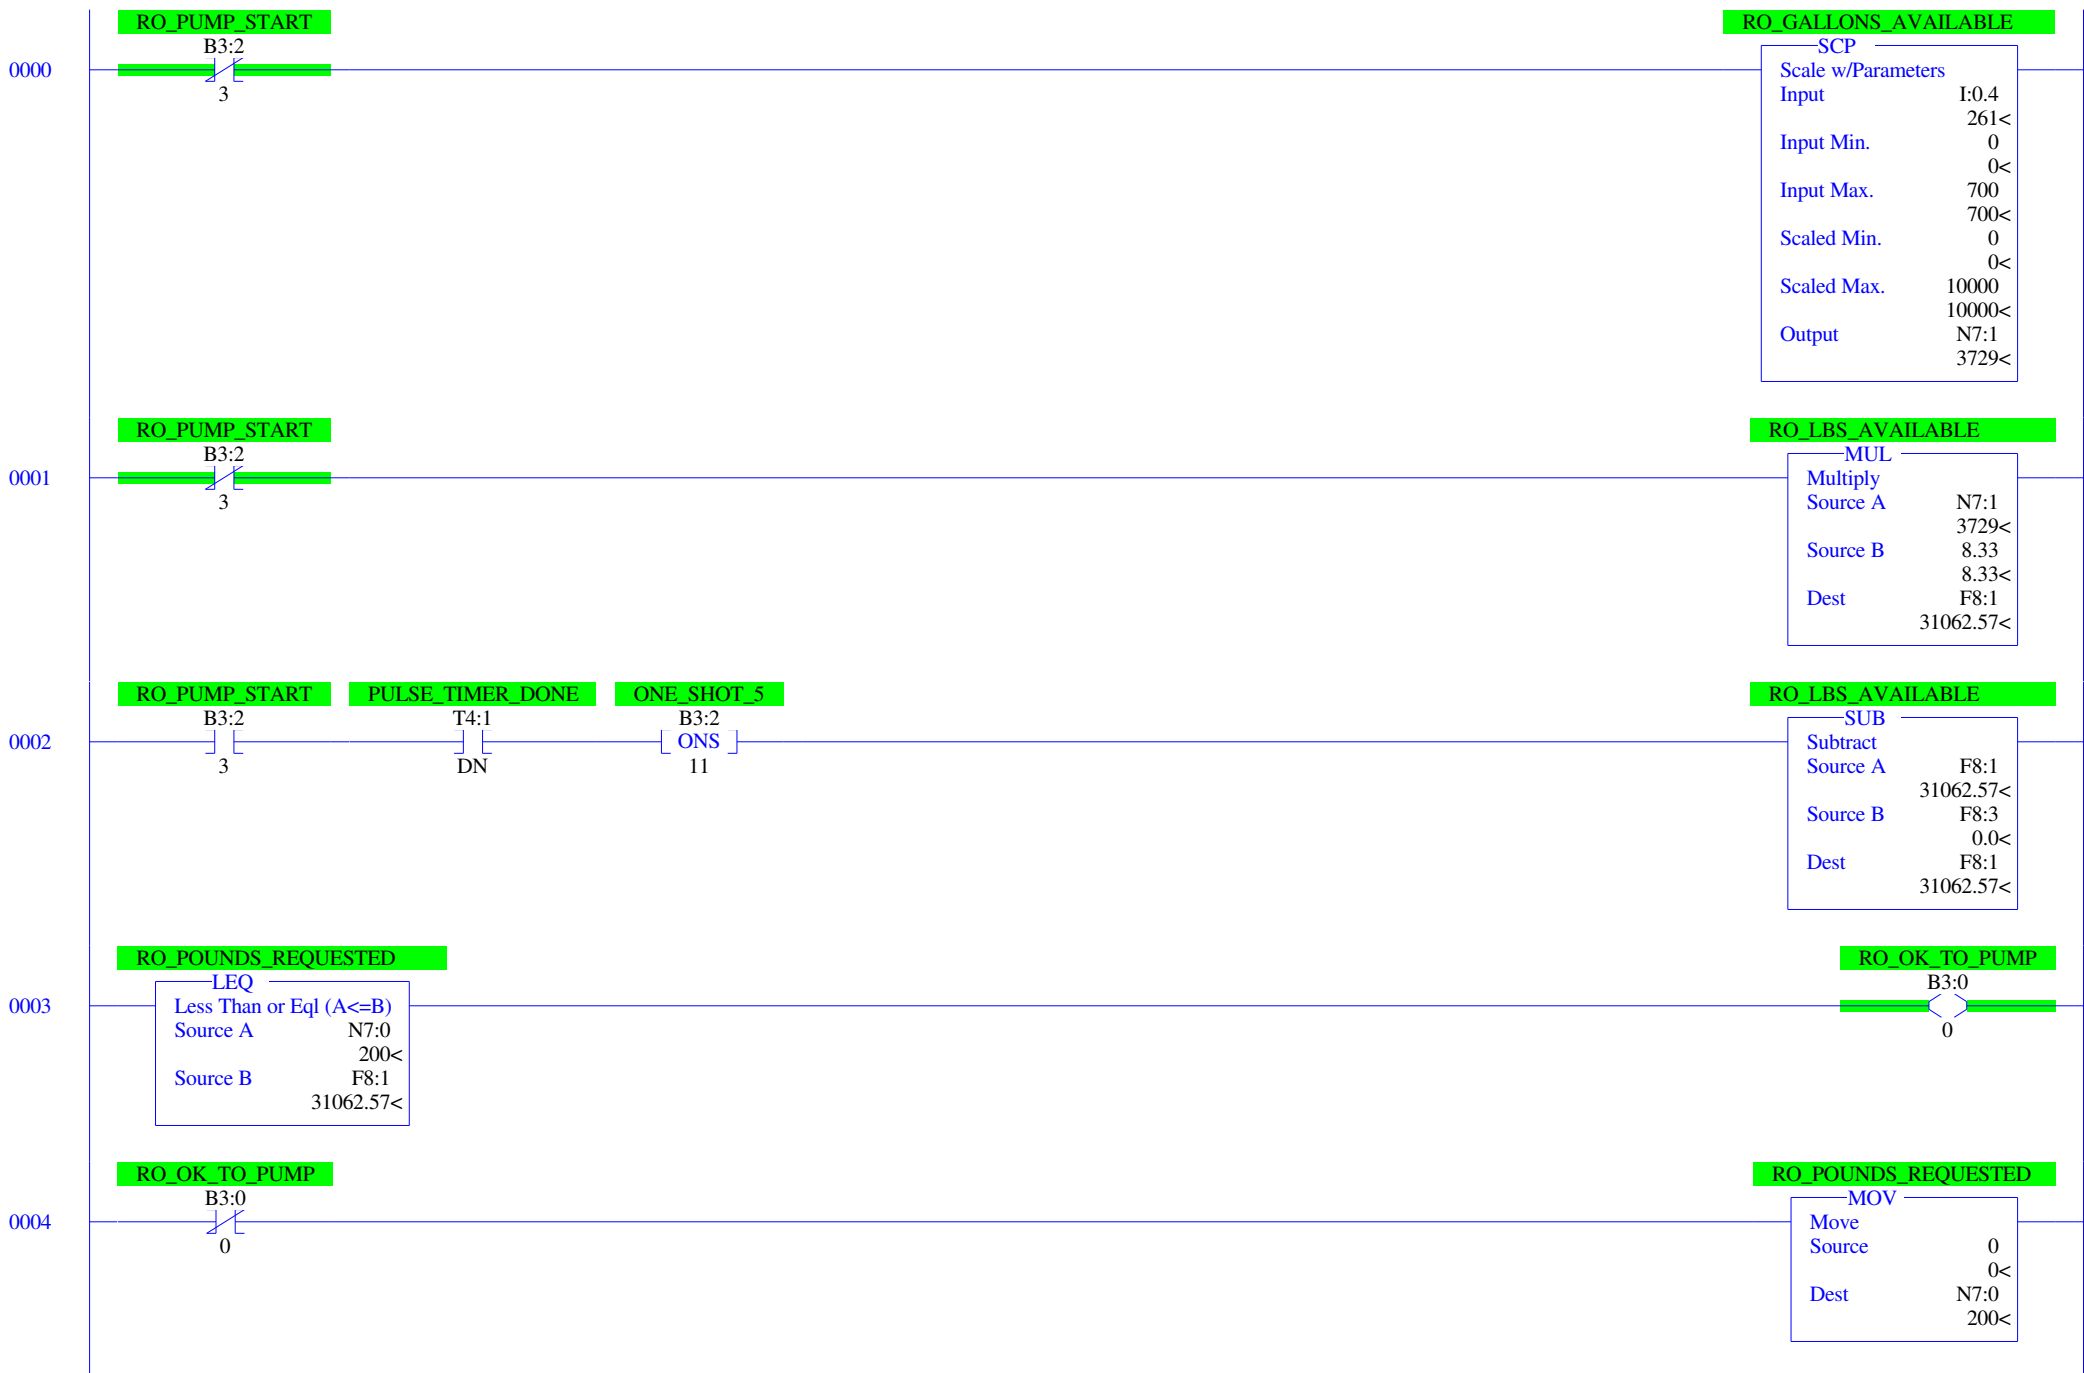 RO_PUMP_START
B3:2
0000
3
RO_GALLONS_AVAILABLE
SCP
Scale w/Parameters
Input I:0.4
261<
Input Min. 0
0<
Input Max. 700
700<
Scaled Min. 0
0<
Scaled Max. 10000
10000<
Output N7:1
3729<
RO_PUMP_START
B3:2
0001
3
RO_LBS_AVAILABLE
MUL
Multiply
Source A N7:1
3729<
Source B 8.33
8.33<
Dest F8:1
31062.57<
RO_PUMP_START PULSE_TIMER_DONE ONE_SHOT_5
B3:2 T4:1 B3:2
0002 ONS
3 DN 11
RO_LBS_AVAILABLE
SUB
Subtract
Source A F8:1
31062.57<
Source B F8:3
0.0<
Dest F8:1
31062.57<
RO_POUNDS_REQUESTED
LEQ
0003 Less Than or Eql (A<=B)
Source A N7:0
200<
Source B F8:1
31062.57<
RO_OK_TO_PUMP
B3:0
0
RO_OK_TO_PUMP
B3:0
0004
0
RO_POUNDS_REQUESTED
MOV
Move
Source 0
0<
Dest N7:0
200<